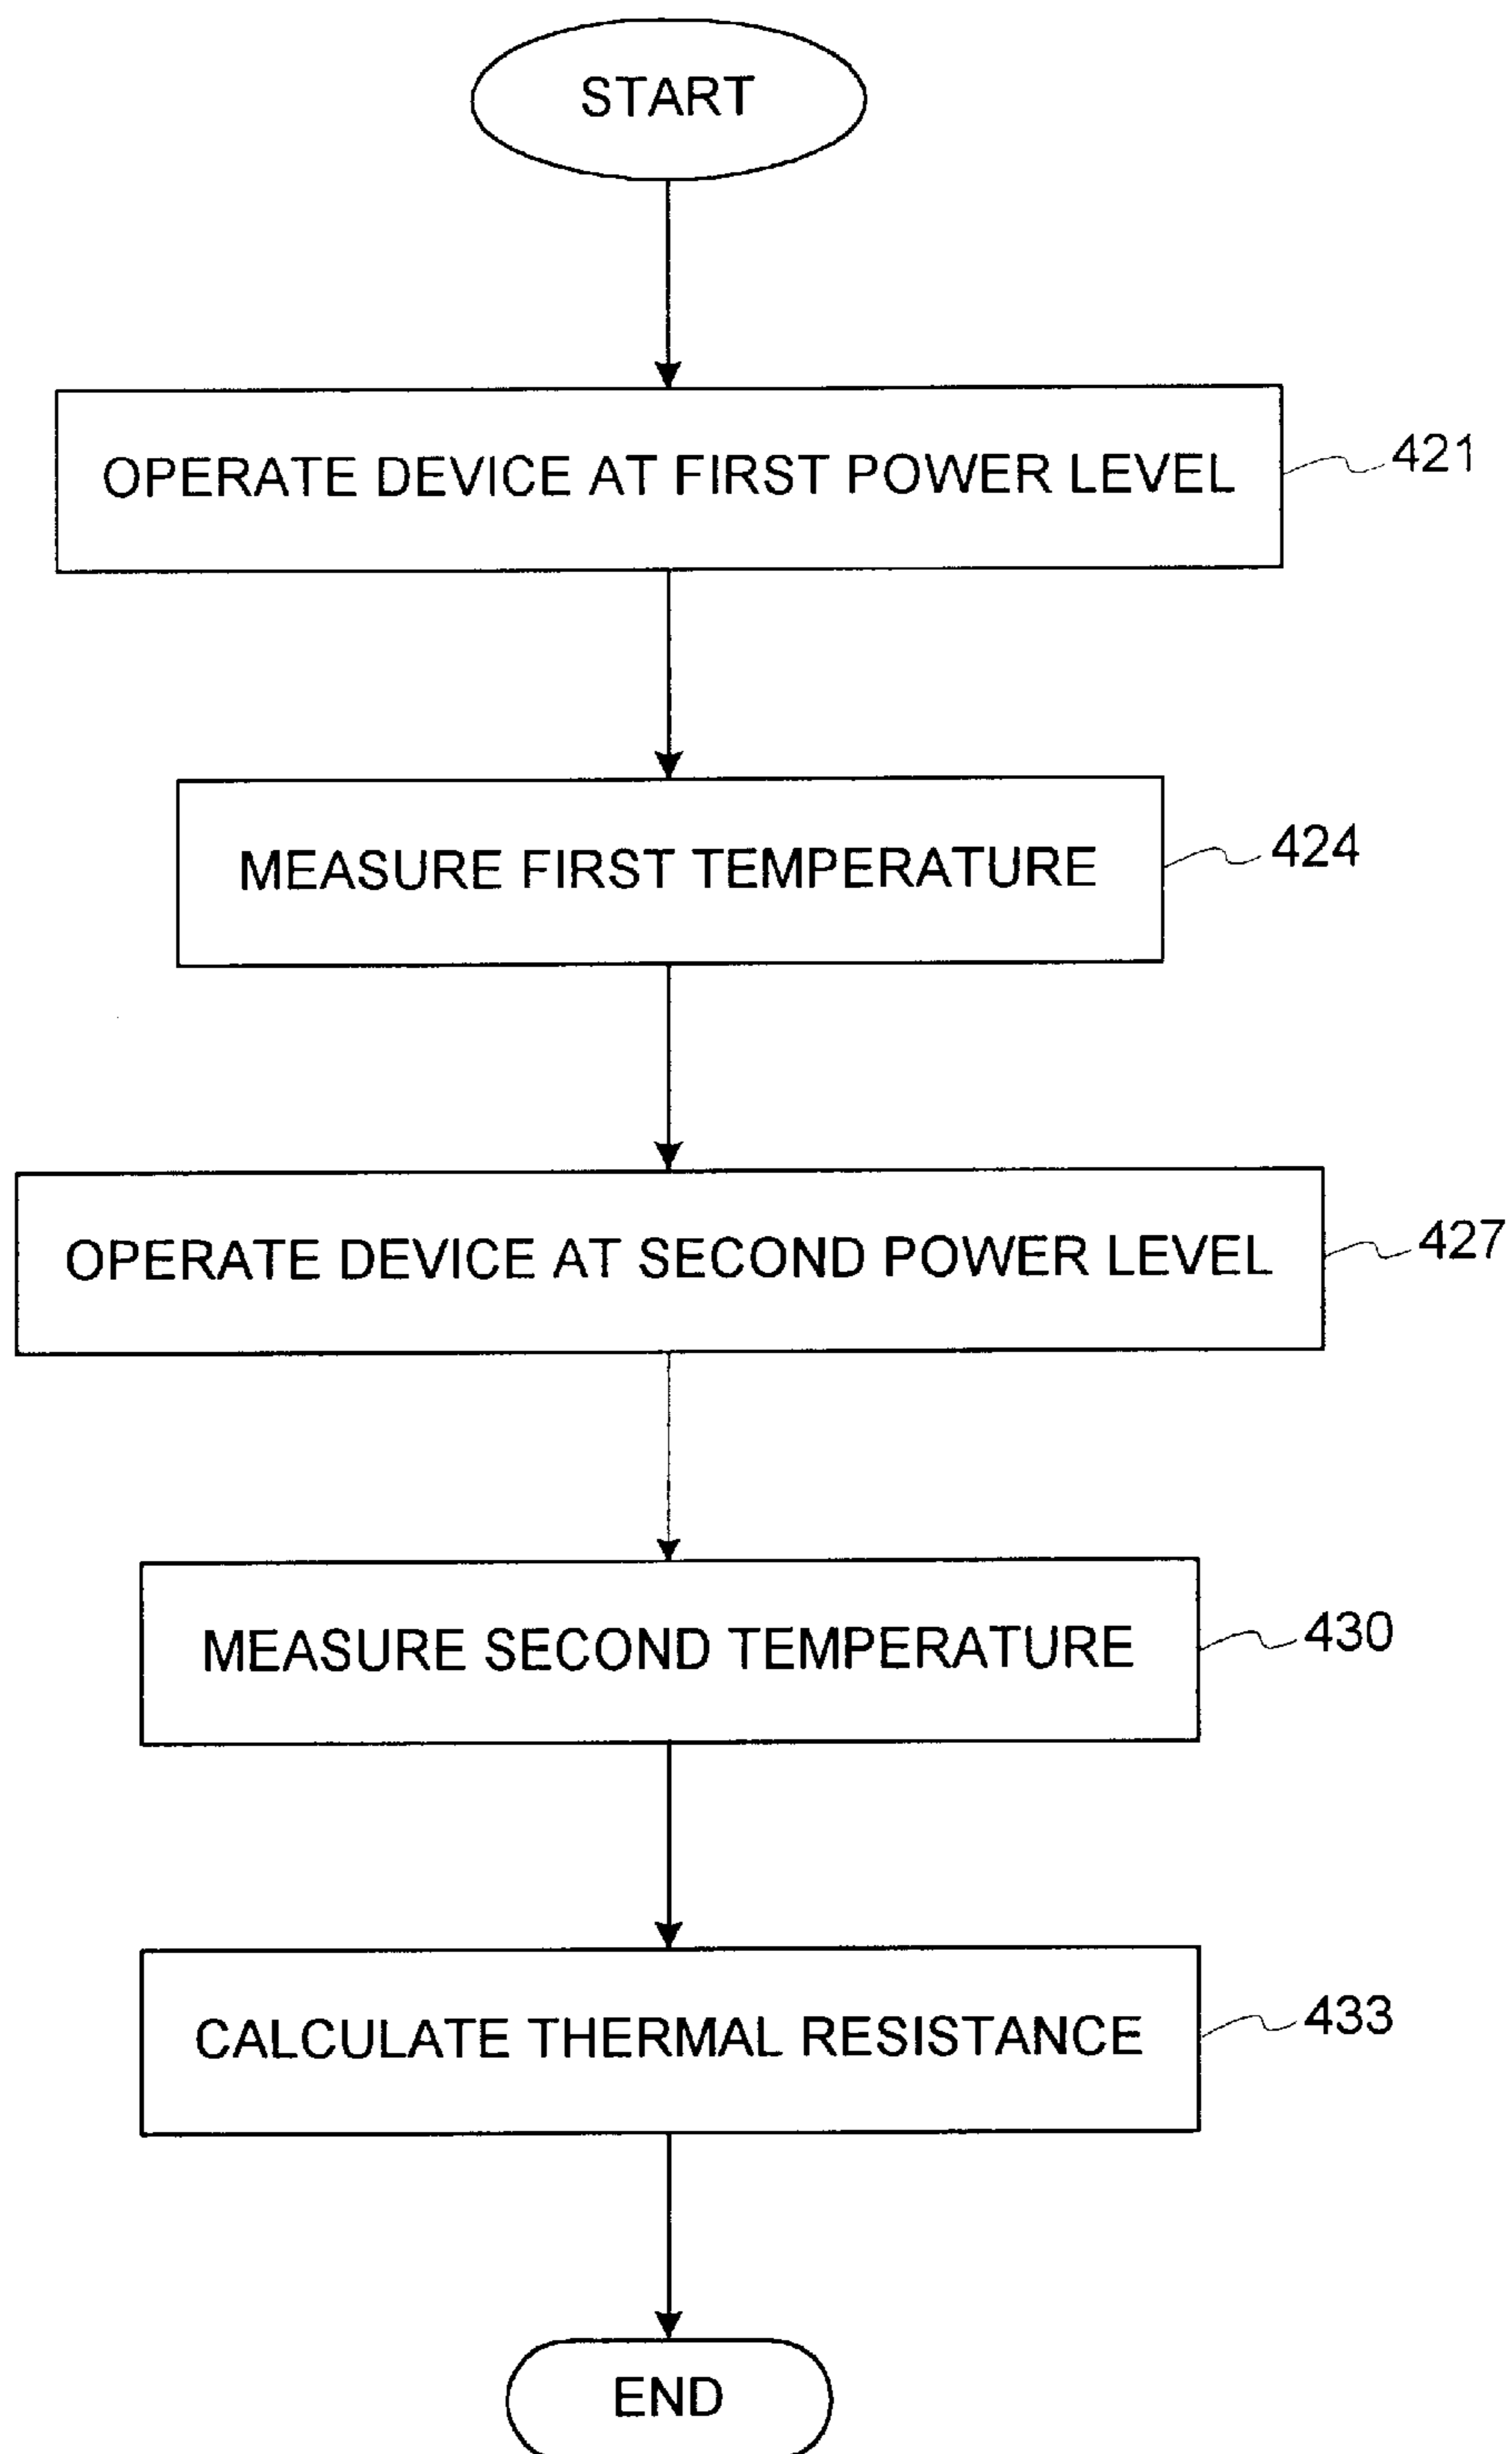 START
OPERATE DEVICE AT FIRST POWER LEVEL
421
MEASURE FIRST TEMPERATURE
424
OPERATE DEVICE AT SECOND POWER LEVEL
427
MEASURE SECOND TEMPERATURE
430
CALCULATE THERMAL RESISTANCE
433
END